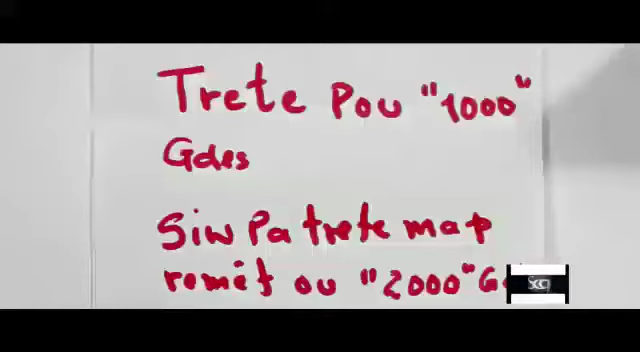 Trete Pou "1000"
Gdes
Siw Pa trete map
remèt ou "2000"